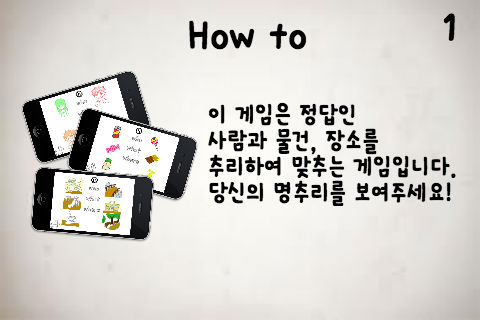 How to
1
이 게임은 정답인
사람과 물건, 장소를
추리하여 맞추는 게임입니다.
당신의 명추리를 보여주세요!